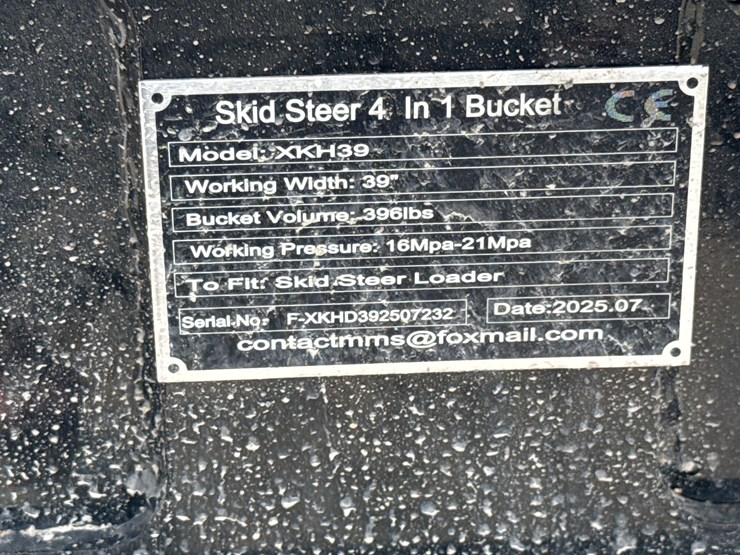 Skid Steer 4 In 1 Bucket CE
Model: XKH39
Working Width: 39"
Bucket Volume: 396lbs
Working Pressure: 16Mpa-21Mpa
To Fit: Skid Steer Loader
Serial No: F-XKHD392507232 Date:2025.07
contactmms@foxmail.com